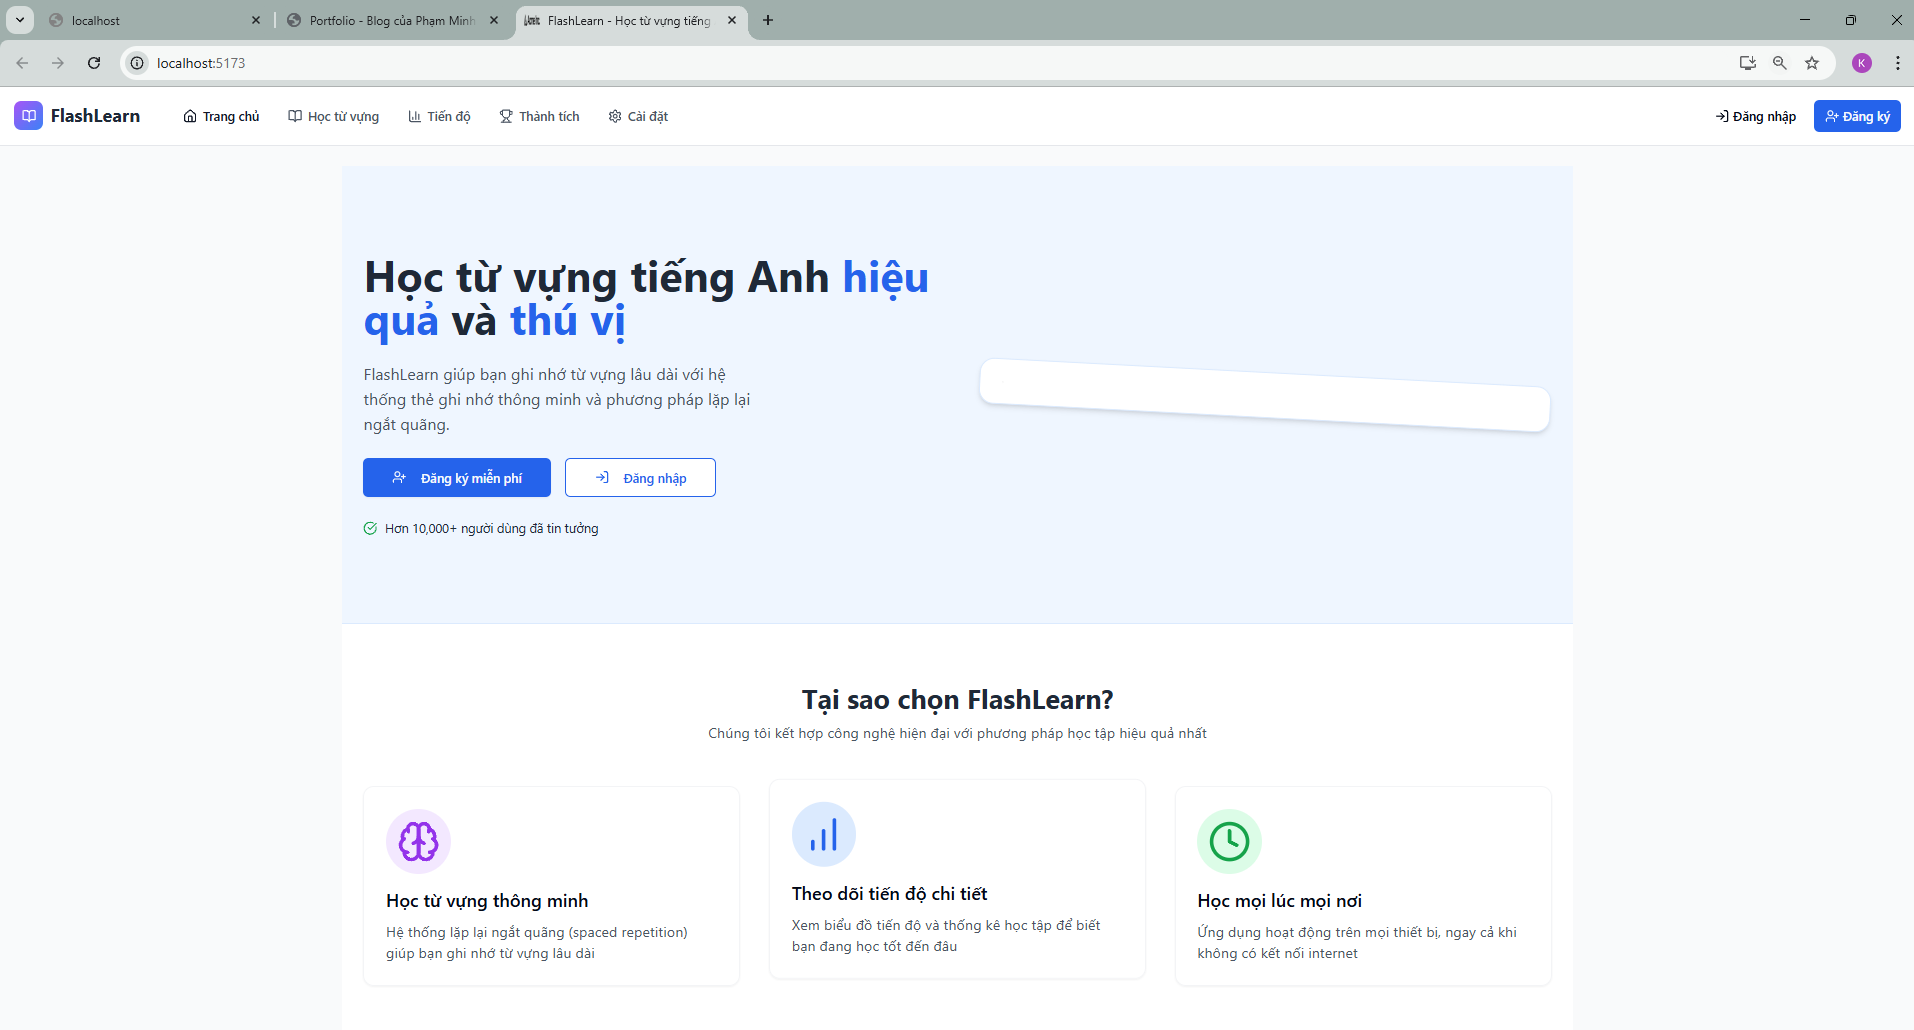 localhost
Portfolio - Blog của Phạm Minh
FlashLearn - Học từ vựng tiếng
localhost:5173
K
FlashLearn
Trang chủ
Học từ vựng
Tiến độ
Thành tích
Cài đặt
Đăng nhập
Đăng ký
Học từ vựng tiếng Anh hiệu
quả và thú vị
FlashLearn giúp bạn ghi nhớ từ vựng lâu dài với hệ
thống thẻ ghi nhớ thông minh và phương pháp lặp lại
ngắt quãng.
Đăng ký miễn phí
Đăng nhập
Hơn 10,000+ người dùng đã tin tưởng
Tại sao chọn FlashLearn?
Chúng tôi kết hợp công nghệ hiện đại với phương pháp học tập hiệu quả nhất
Học từ vựng thông minh
Hệ thống lặp lại ngắt quãng (spaced repetition)
giúp bạn ghi nhớ từ vựng lâu dài
Theo dõi tiến độ chi tiết
Xem biểu đồ tiến độ và thống kê học tập để biết
bạn đang học tốt đến đâu
Học mọi lúc mọi nơi
Ứng dụng hoạt động trên mọi thiết bị, ngay cả khi
không có kết nối internet